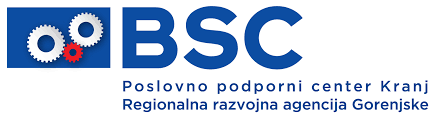 BSC
Poslovno podporni center Kranj
Regionalna razvojna agencija Gorenjske